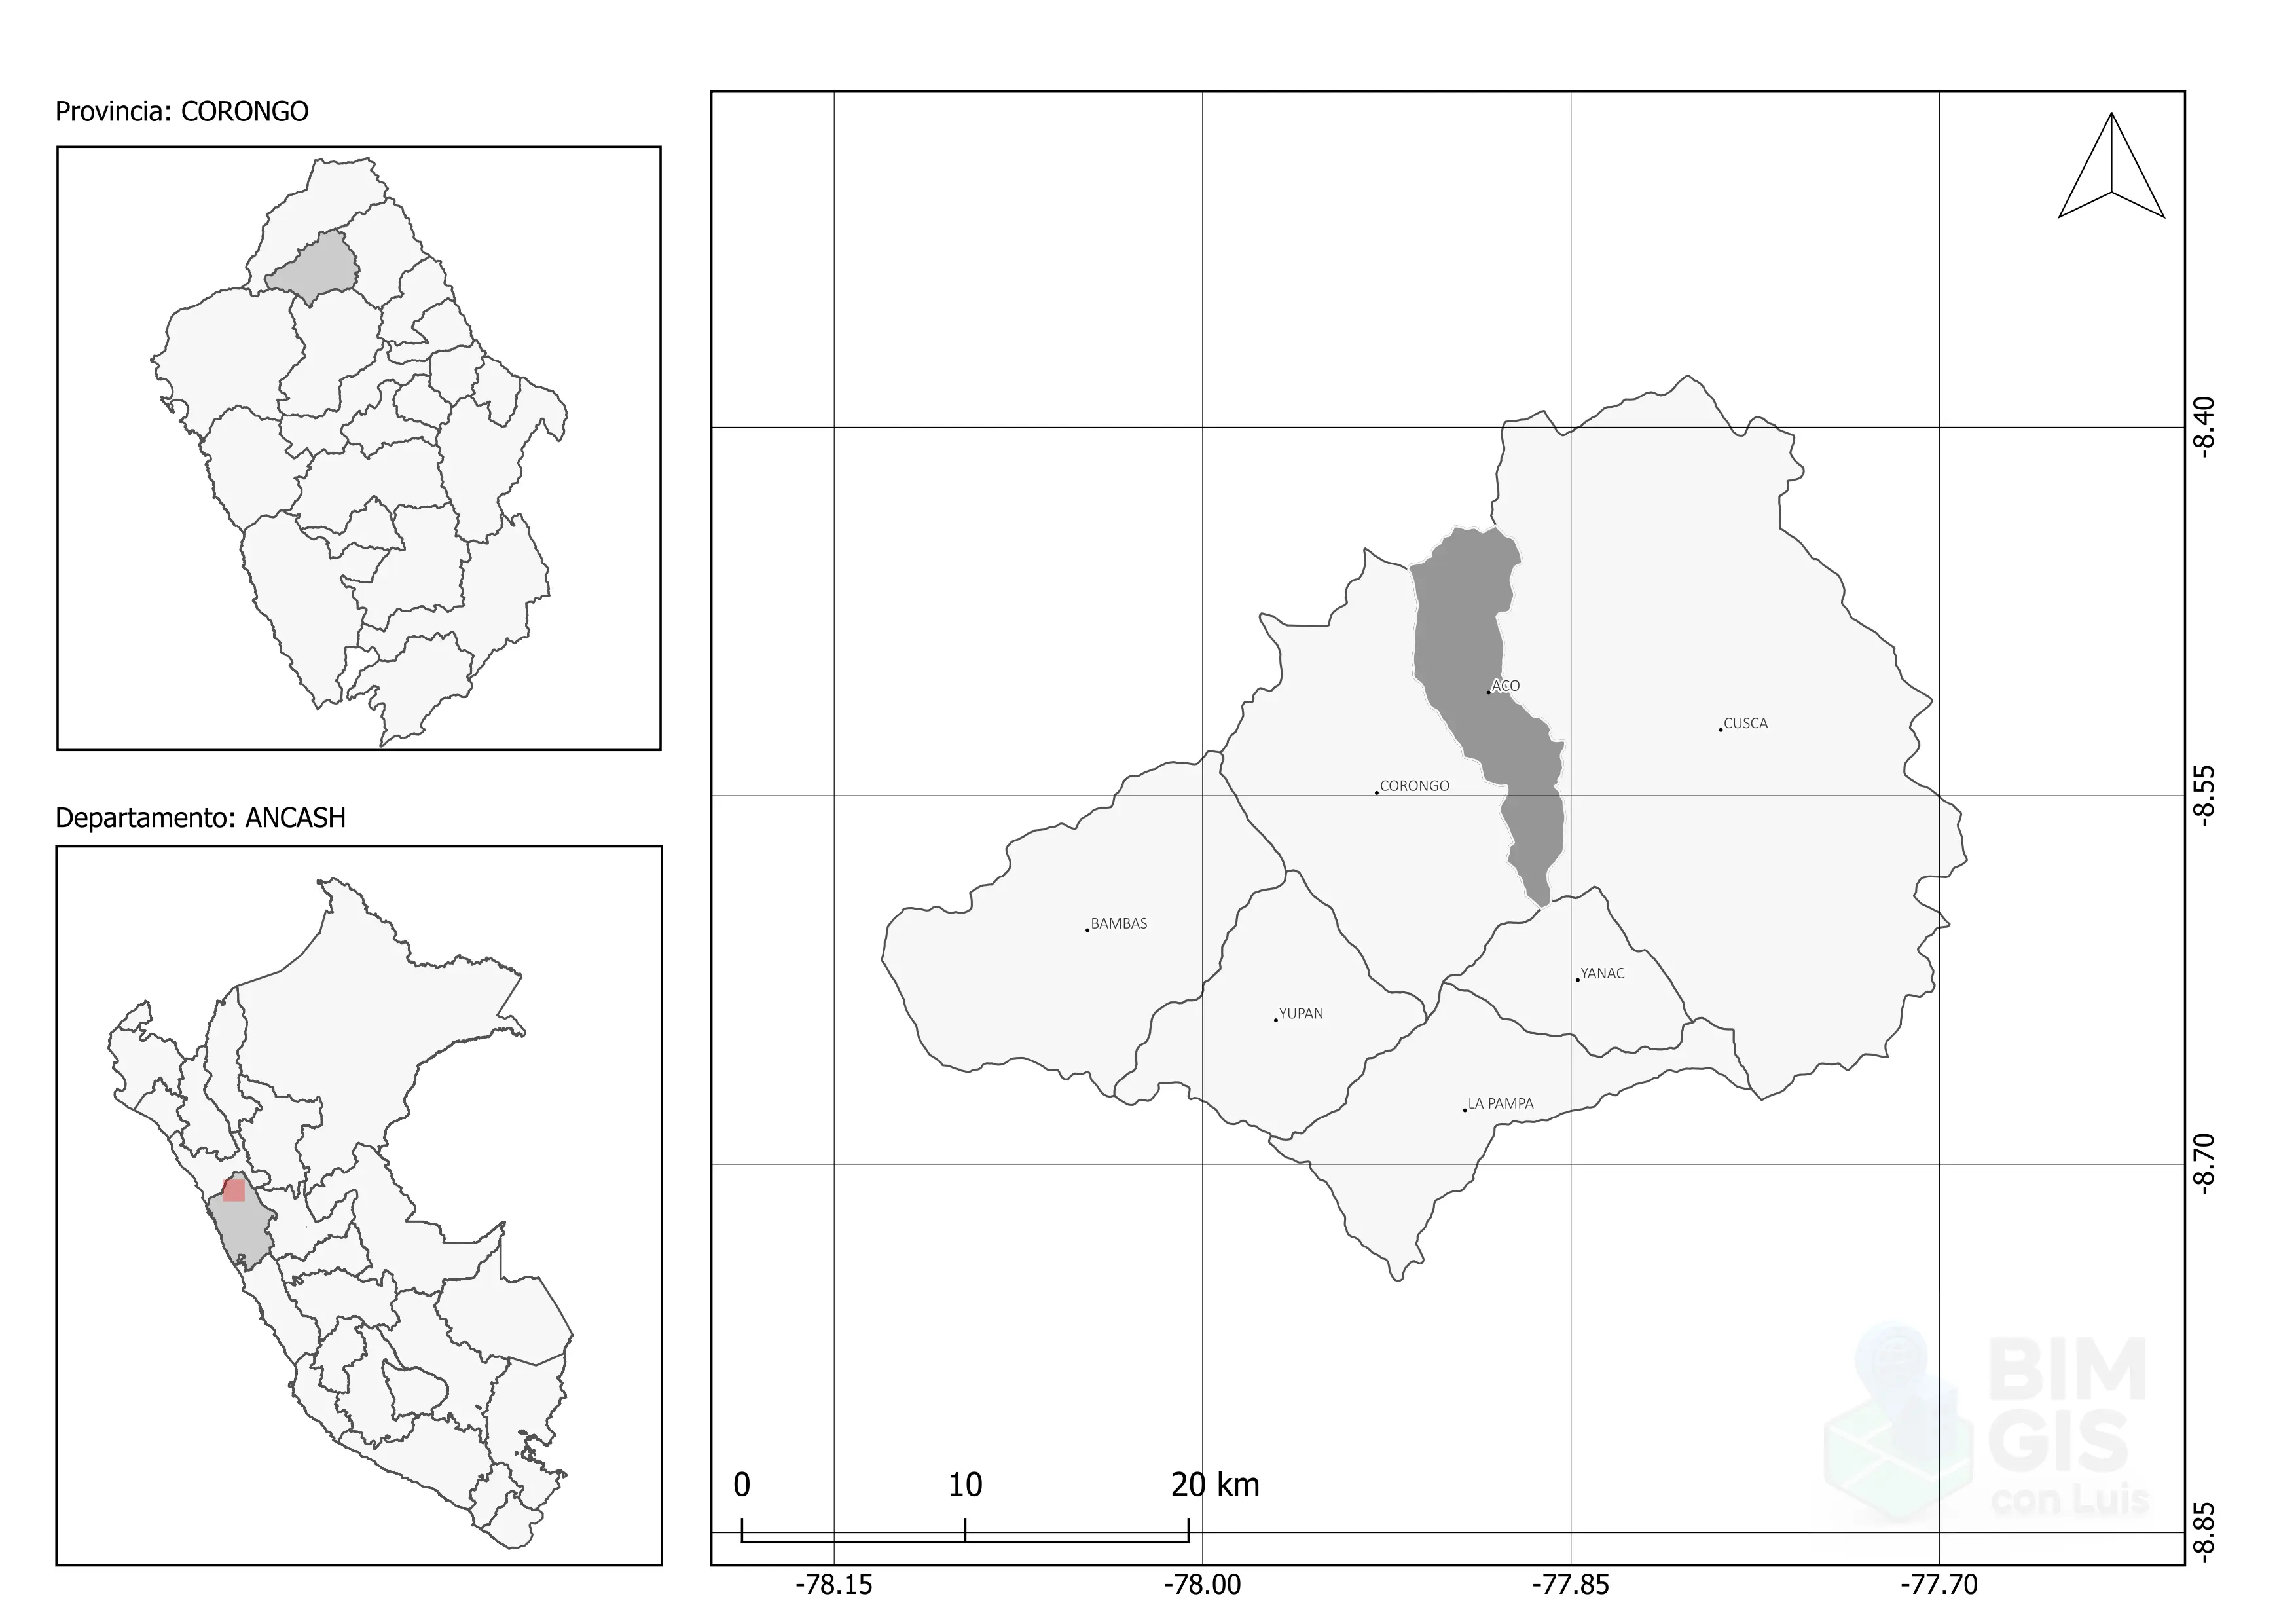 Provincia: CORONGO
Departamento: ANCASH
ACO
CUSCA
CORONGO
BAMBAS
YANAC
YUPAN
LA PAMPA
-8.40
-8.55
-8.70
-8.85
0 10 20 km
-78.15 -78.00 -77.85 -77.70
BIM
GIS
con Luis